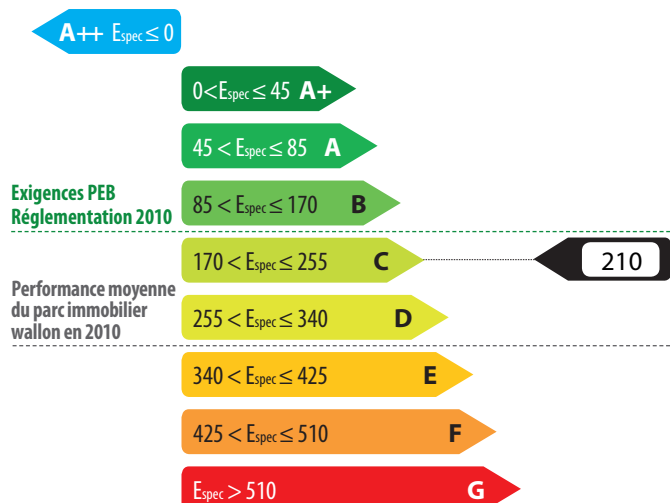 A++ Espec ≤ 0
0<Espec ≤ 45 A+
45 < Espec ≤ 85 A
Exigences PEB
Réglementation 2010
85 < Espec ≤ 170 B
170 < Espec ≤ 255 C
210
Performance moyenne
du parc immobilier
wallon en 2010
255 < Espec ≤ 340 D
340 < Espec ≤ 425 E
425 < Espec ≤ 510 F
Espec > 510 G